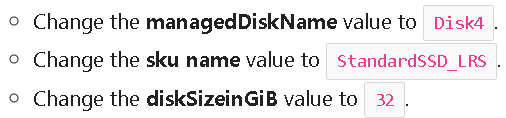 Change the managedDiskName value to Disk4.
Change the sku name value to StandardSSD_LRS.
Change the diskSizeinGiB value to 32.